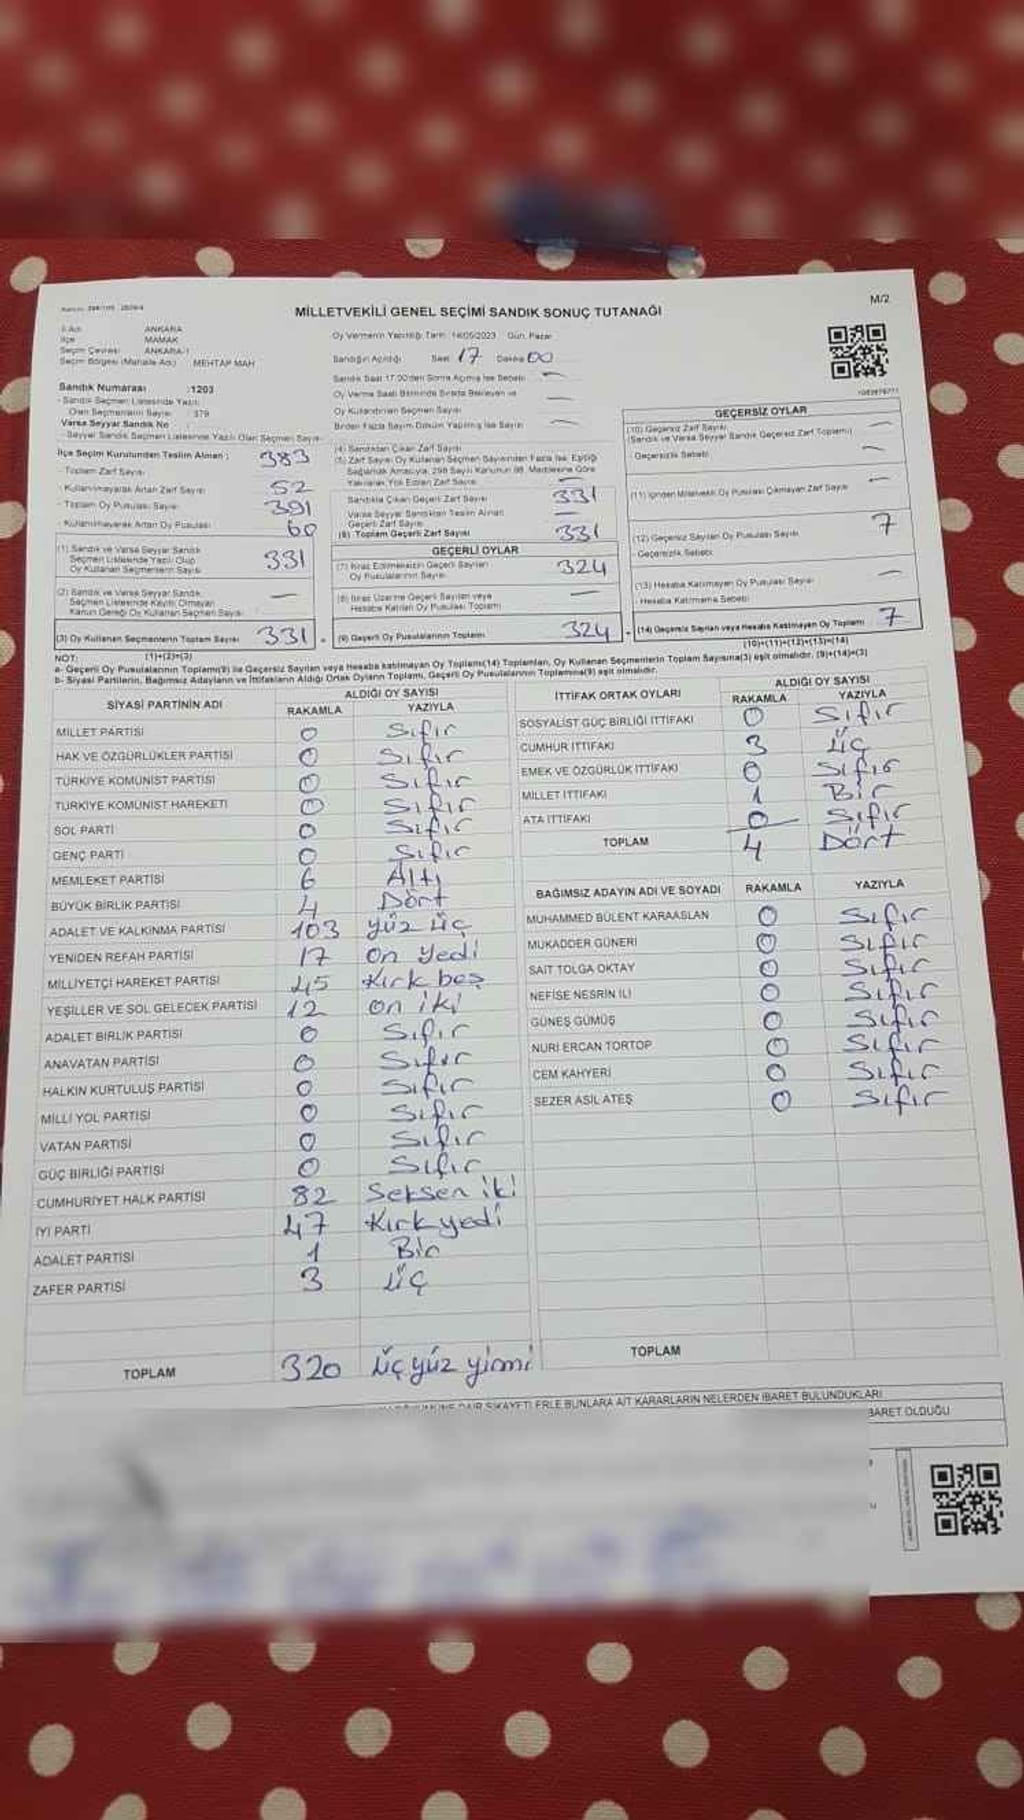 MİLLETVEKİLİ GENEL SEÇİMİ SANDIK SONUÇ TUTANAĞI
M/2
İl Adı ANKARA
İlçe MAMAK
Seçim Çevresi ANKARA-1
Seçim Bölgesi (Mahalle Adı) MEHTAP MAH
Sandık Numarası :1203
- Sandık Seçmen Listesinde Yazılı
Olan Seçmenlerin Sayısı : 379
Varsa Seyyar Sandık No
- Seyyar Sandık Seçmen Listesinde Yazılı Olan Seçmen Sayısı
İlçe Seçim Kurulundan Teslim Alınan :
- Toplam Zarf Sayısı 383
- Kullanılmayarak Artan Zarf Sayısı 52
- Toplam Oy Pusulası Sayısı 391
- Kullanılmayarak Artan Oy Pusulası 60
(1) Sandık ve Varsa Seyyar Sandık
Seçmen Listesinde Yazılı Olup
Oy Kullanan Seçmenlerin Sayısı 331
(2) Sandık ve Varsa Seyyar Sandık
Seçmen Listesinde Kayıtlı Olmayan
Kanun Gereği Oy Kullanan Seçmen Sayısı —
(3) Oy Kullanan Seçmenlerin Toplam Sayısı 331
(1)+(2)=(3)
Oy Vermenin Yapıldığı Tarih: 14/05/2023 Gün: Pazar
Sandığın Açıldığı Saat 17 Dakika 00
Sandık Saat 17.00'den Sonra Açılmış İse Sebebi —
Oy Verme Saati Bitiminde Sırada Bekleyen ve
Oy Kullandırılan Seçmen Sayısı —
Birden Fazla Sayım Döküm Yapılmış İse Sayısı —
(4) Sandıktan Çıkan Zarf Sayısı
(5) Zarf Sayısı Oy Kullanan Seçmen Sayısından Fazla İse, Eşitliği
Sağlamak Amacıyla, 298 Sayılı Kanunun 98. Maddesine Göre
Yakılarak Yok Edilen Zarf Sayısı —
Sandıkta Çıkan Geçerli Zarf Sayısı 331
Varsa Seyyar Sandıktan Teslim Alınan
Geçerli Zarf Sayısı —
(6) Toplam Geçerli Zarf Sayısı 331
GEÇERLİ OYLAR
(7) İtiraz Edilmeksizin Geçerli Sayılan
Oy Pusulalarının Sayısı 324
(8) İtiraz Üzerine Geçerli Sayılan veya
Hesaba Katılan Oy Pusulası Toplamı —
(9) Geçerli Oy Pusulalarının Toplamı 324
GEÇERSİZ OYLAR
(10) Geçersiz Zarf Sayısı
(Sandık ve Varsa Seyyar Sandık Geçersiz Zarf Toplamı) —
- Geçersizlik Sebebi: —
(11) İçinden Milletvekili Oy Pusulası Çıkmayan Zarf Sayısı —
(12) Geçersiz Sayılan Oy Pusulası Sayısı 7
- Geçersizlik Sebebi:
(13) Hesaba Katılmayan Oy Pusulası Sayısı —
- Hesaba Katılmama Sebebi:
(14) Geçersiz Sayılan veya Hesaba Katılmayan Oy Toplamı 7
(10)+(11)+(12)+(13)=(14)
NOT:
a- Geçerli Oy Pusulalarının Toplamı(9) ile Geçersiz Sayılan veya Hesaba katılmayan Oy Toplamı(14) Toplamları, Oy Kullanan Seçmenlerin Toplam Sayısına(3) eşit olmalıdır. (9)+(14)=(3)
b- Siyasi Partilerin, Bağımsız Adayların ve İttifakların Aldığı Ortak Oyların Toplamı, Geçerli Oy Pusulalarının Toplamına(9) eşit olmalıdır.
SİYASİ PARTİNİN ADI ALDIĞI OY SAYISI
RAKAMLA YAZIYLA
MİLLET PARTİSİ 0 Sıfır
HAK VE ÖZGÜRLÜKLER PARTİSİ 0 Sıfır
TÜRKİYE KOMÜNİST PARTİSİ 0 Sıfır
TÜRKİYE KOMÜNİST HAREKETİ 0 Sıfır
SOL PARTİ 0 Sıfır
GENÇ PARTİ 0 Sıfır
MEMLEKET PARTİSİ 6 Altı
BÜYÜK BİRLİK PARTİSİ 4 Dört
ADALET VE KALKINMA PARTİSİ 103 Yüz üç
YENİDEN REFAH PARTİSİ 17 On Yedi
MİLLİYETÇİ HAREKET PARTİSİ 45 Kırk beş
YEŞİLLER VE SOL GELECEK PARTİSİ 12 on iki
ADALET BİRLİK PARTİSİ 0 Sıfır
ANAVATAN PARTİSİ 0 Sıfır
HALKIN KURTULUŞ PARTİSİ 0 Sıfır
MİLLİ YOL PARTİSİ 0 Sıfır
VATAN PARTİSİ 0 Sıfır
GÜÇ BİRLİĞİ PARTİSİ 0 Sıfır
CUMHURİYET HALK PARTİSİ 82 Seksen iki
İYİ PARTİ 47 Kırk yedi
ADALET PARTİSİ 1 Bir
ZAFER PARTİSİ 3 üç
TOPLAM 320 üç yüz yirmi
İTTİFAK ORTAK OYLARI ALDIĞI OY SAYISI
RAKAMLA YAZIYLA
SOSYALİST GÜÇ BİRLİĞİ İTTİFAKI 0 Sıfır
CUMHUR İTTİFAKI 3 üç
EMEK VE ÖZGÜRLÜK İTTİFAKI 0 Sıfır
MİLLET İTTİFAKI 1 Bir
ATA İTTİFAKI 0 Sıfır
TOPLAM 4 Dört
BAĞIMSIZ ADAYIN ADI VE SOYADI RAKAMLA YAZIYLA
MUHAMMED BÜLENT KARAASLAN 0 Sıfır
MUKADDER GÜNERİ 0 Sıfır
SAİT TOLGA OKTAY 0 Sıfır
NEFİSE NESRİN İLİ 0 Sıfır
GÜNEŞ GÜMÜŞ 0 Sıfır
NURİ ERCAN TORTOP 0 Sıfır
CEM KAHYERİ 0 Sıfır
SEZER ASİL ATEŞ 0 Sıfır
TOPLAM
DAİR ŞİKAYETLERLE BUNLARA AİT KARARLARIN NELERDEN İBARET BULUNDUKLARI
İBARET OLDUĞU